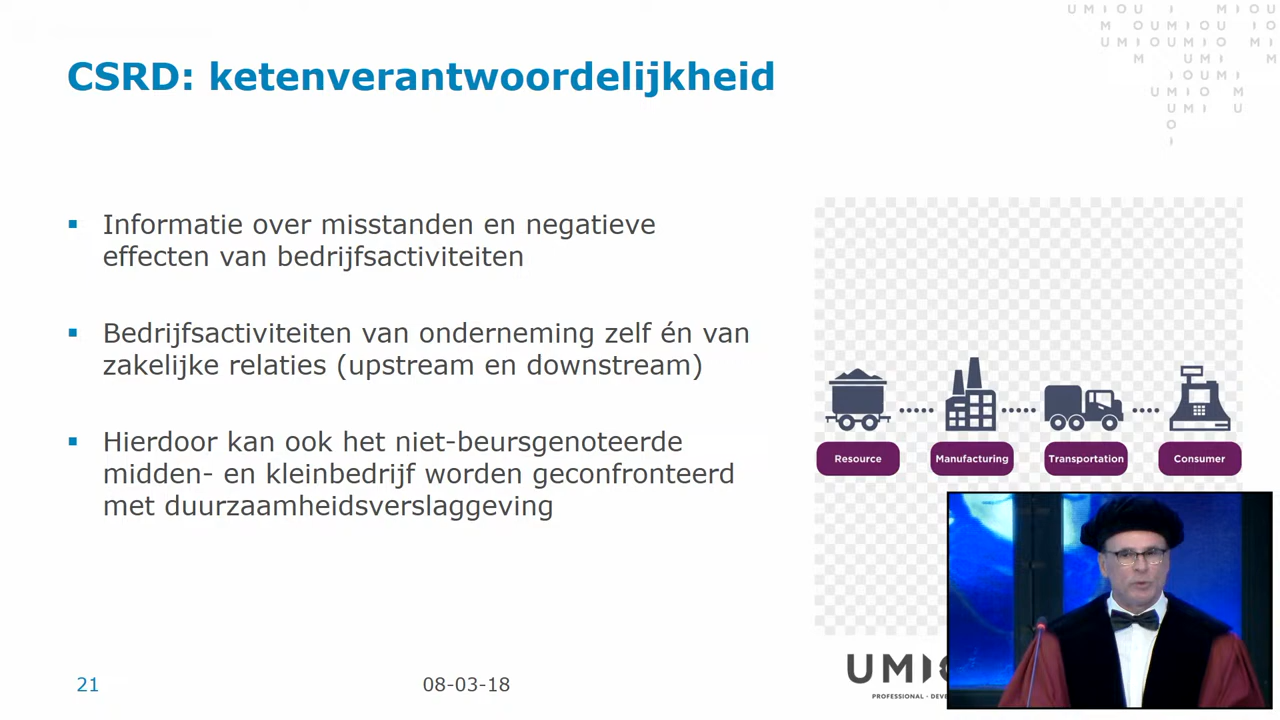 CSRD: ketenverantwoordelijkheid
▪ Informatie over misstanden en negatieve
effecten van bedrijfsactiviteiten
▪ Bedrijfsactiviteiten van onderneming zelf én van
zakelijke relaties (upstream en downstream)
▪ Hierdoor kan ook het niet-beursgenoteerde
midden- en kleinbedrijf worden geconfronteerd
met duurzaamheidsverslaggeving
Resource Manufacturing Transportation Consumer
21 08-03-18